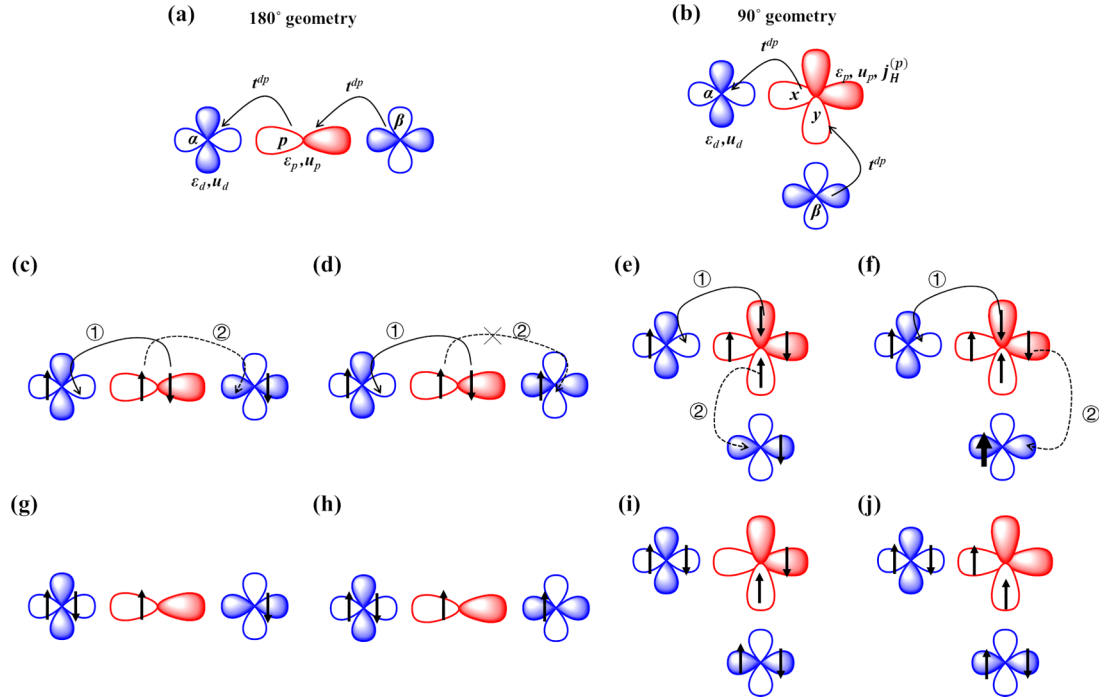 (a) 180° geometry
t^{dp} t^{dp}
α p β
ε_p,u_p
ε_d,u_d
(b) 90° geometry
t^{dp}
ε_p, u_p, j_H^{(p)}
α x
y
ε_d,u_d
t^{dp}
β
(c) (d)
① ② ① ②
(e) (f)
① ①
② ②
(g) (h)
(i) (j)